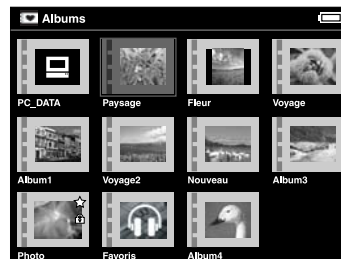 Albums
PC_DATA Paysage Fleur Voyage
Album1 Voyage2 Nouveau Album3
Photo Favoris Album4